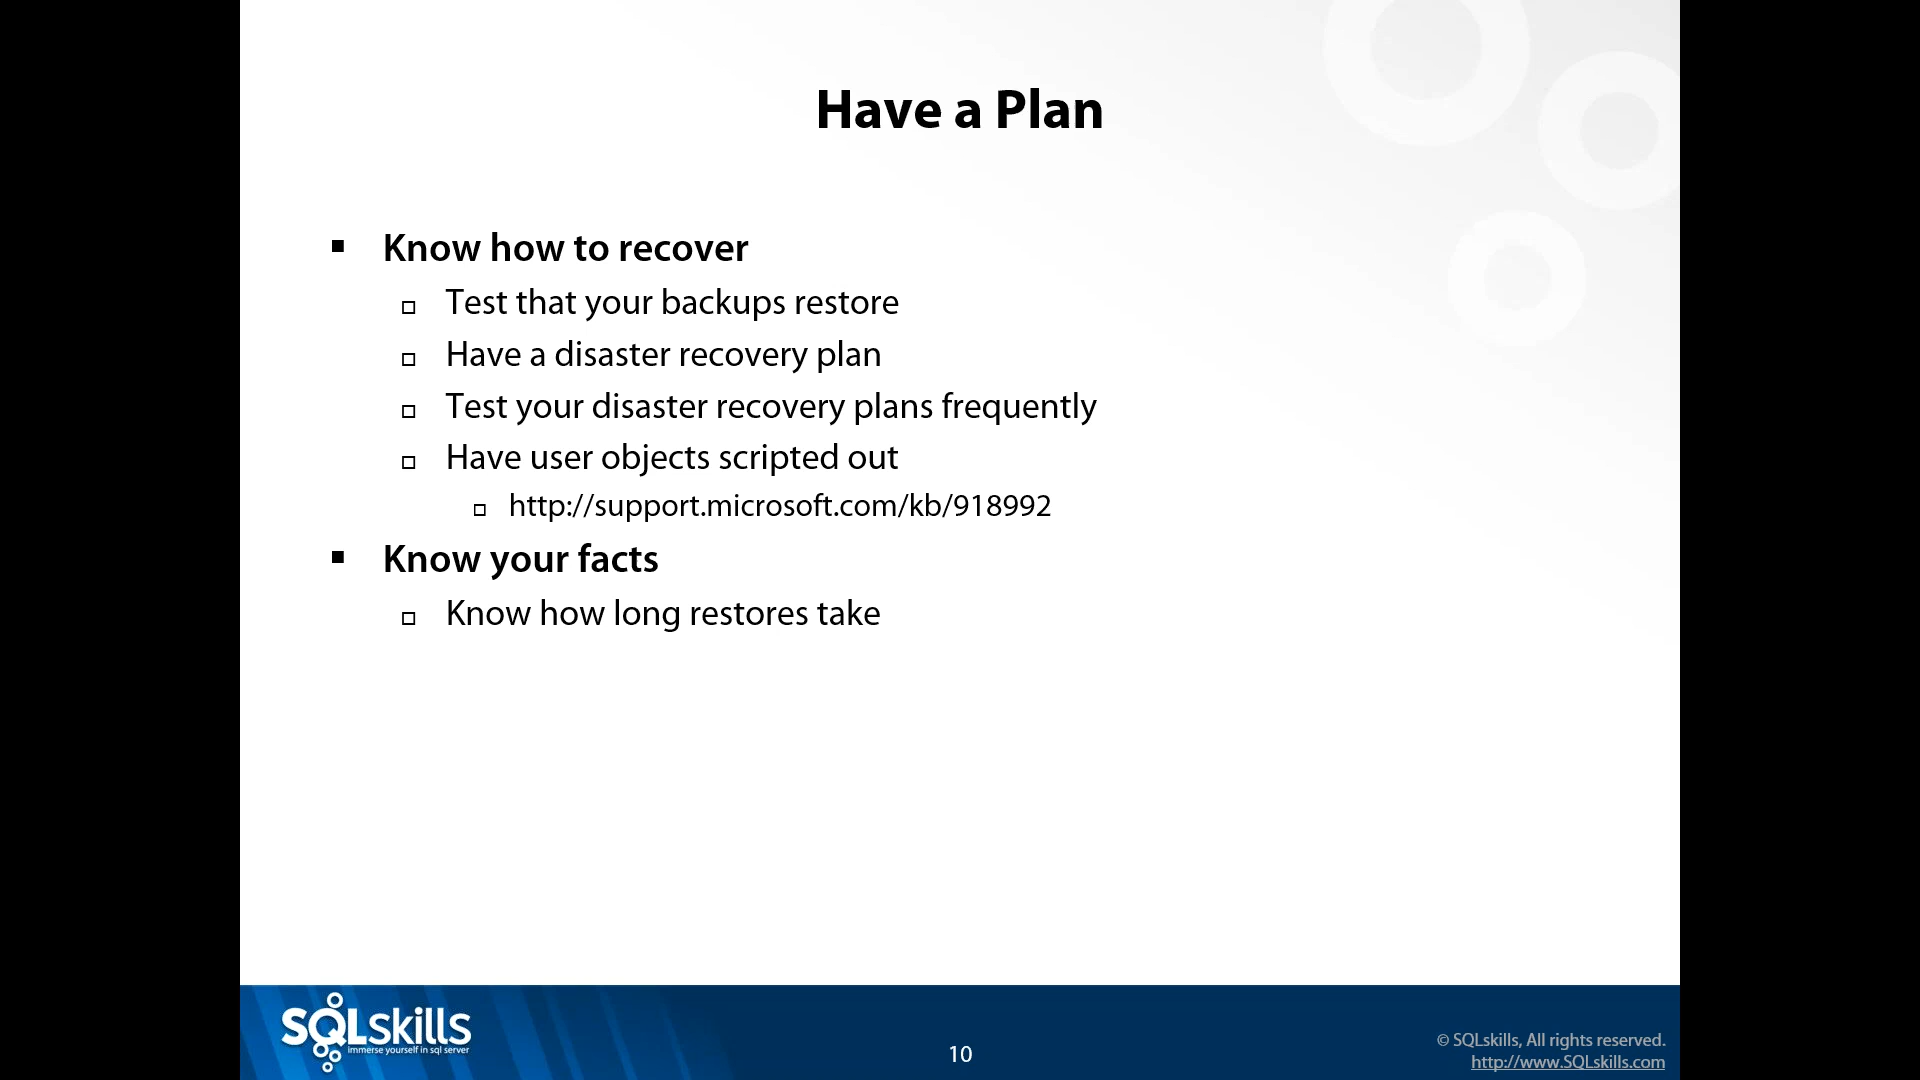 Have a Plan
Know how to recover
Test that your backups restore
Have a disaster recovery plan
Test your disaster recovery plans frequently
Have user objects scripted out
http://support.microsoft.com/kb/918992
Know your facts
Know how long restores take
SQLskills
immerse yourself in sql server
10
© SQLskills, All rights reserved.
http://www.SQLskills.com